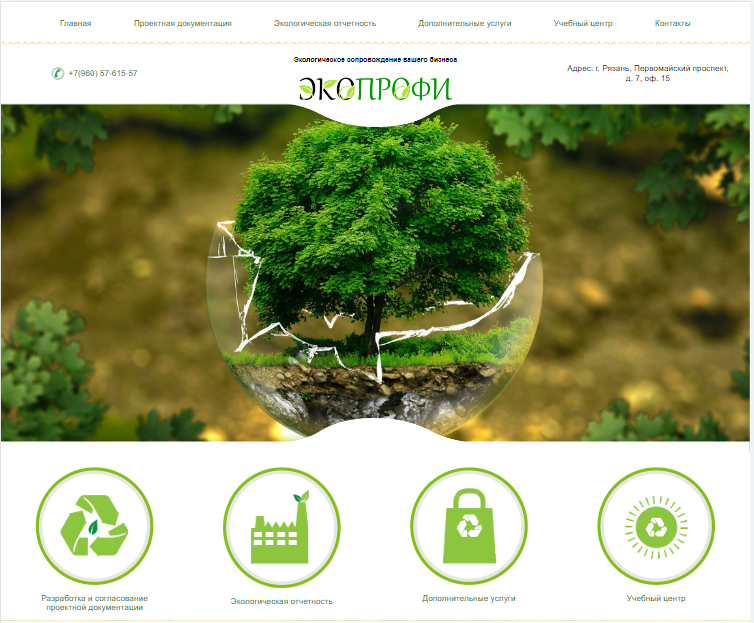 Главная Проектная документация Экологическая отчетность Дополнительные услуги Учебный центр Контакты
Экологическое сопровождение вашего бизнеса
+7(960) 57-615-57
Адрес: г. Рязань, Первомайский проспект,
д. 7, оф. 15
ЭКОПРОФИ
Разработка и согласование
проектной документации
Экологическая отчетность
Дополнительные услуги
Учебный центр